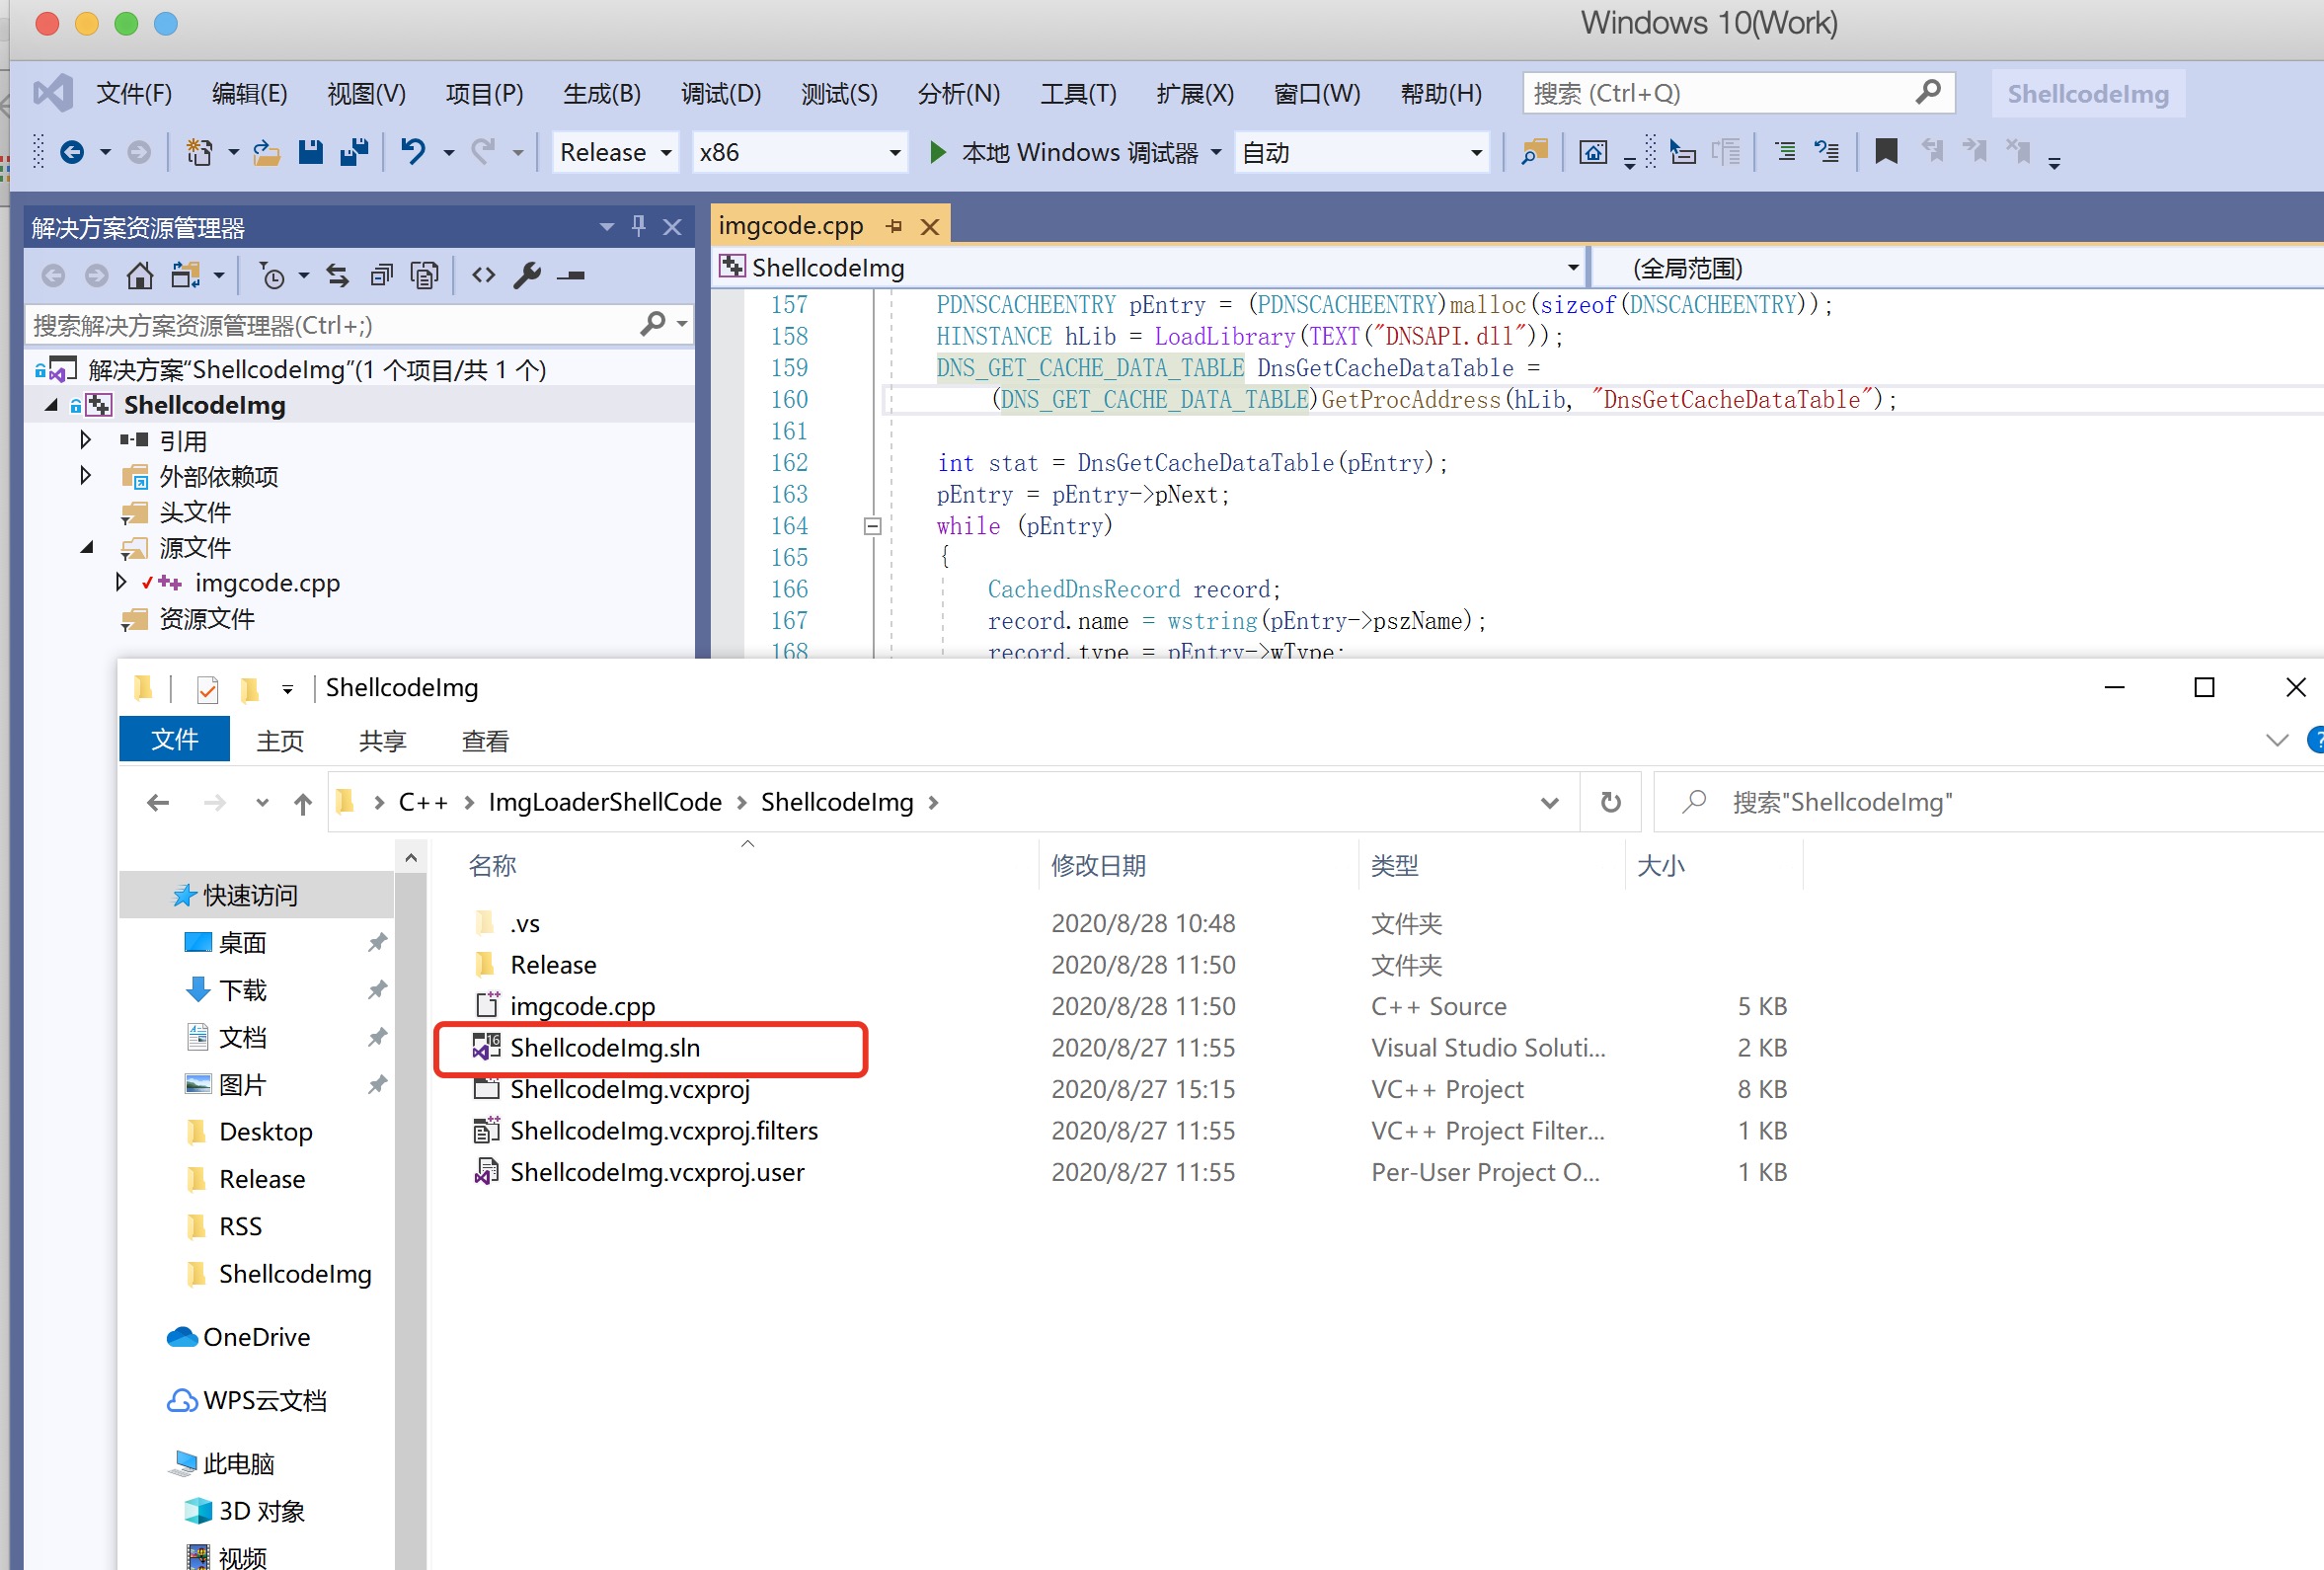 Windows 10(Work)
文件(F) 编辑(E) 视图(V) 项目(P) 生成(B) 调试(D) 测试(S) 分析(N) 工具(T) 扩展(X) 窗口(W) 帮助(H) 搜索 (Ctrl+Q) ShellcodeImg
Release x86 本地 Windows 调试器 自动
解决方案资源管理器
搜索解决方案资源管理器(Ctrl+;)
解决方案“ShellcodeImg”(1 个项目/共 1 个)
ShellcodeImg
引用
外部依赖项
头文件
源文件
imgcode.cpp
资源文件
imgcode.cpp
ShellcodeImg (全局范围)
157 PDNSCACHEENTRY pEntry = (PDNSCACHEENTRY)malloc(sizeof(DNSCACHEENTRY));
158 HINSTANCE hLib = LoadLibrary(TEXT("DNSAPI.dll"));
159 DNS_GET_CACHE_DATA_TABLE DnsGetCacheDataTable =
160 (DNS_GET_CACHE_DATA_TABLE)GetProcAddress(hLib, "DnsGetCacheDataTable");
161
162 int stat = DnsGetCacheDataTable(pEntry);
163 pEntry = pEntry->pNext;
164 while (pEntry)
165 {
166 CachedDnsRecord record;
167 record.name = wstring(pEntry->pszName);
168 record.type = pEntry->wType;
ShellcodeImg
文件 主页 共享 查看
C++ ImgLoaderShellCode ShellcodeImg 搜索"ShellcodeImg"
名称 修改日期 类型 大小
.vs 2020/8/28 10:48 文件夹
Release 2020/8/28 11:50 文件夹
imgcode.cpp 2020/8/28 11:50 C++ Source 5 KB
ShellcodeImg.sln 2020/8/27 11:55 Visual Studio Soluti... 2 KB
ShellcodeImg.vcxproj 2020/8/27 15:15 VC++ Project 8 KB
ShellcodeImg.vcxproj.filters 2020/8/27 11:55 VC++ Project Filter... 1 KB
ShellcodeImg.vcxproj.user 2020/8/27 11:55 Per-User Project O... 1 KB
快速访问
桌面
下载
文档
图片
Desktop
Release
RSS
ShellcodeImg
OneDrive
WPS云文档
此电脑
3D 对象
视频